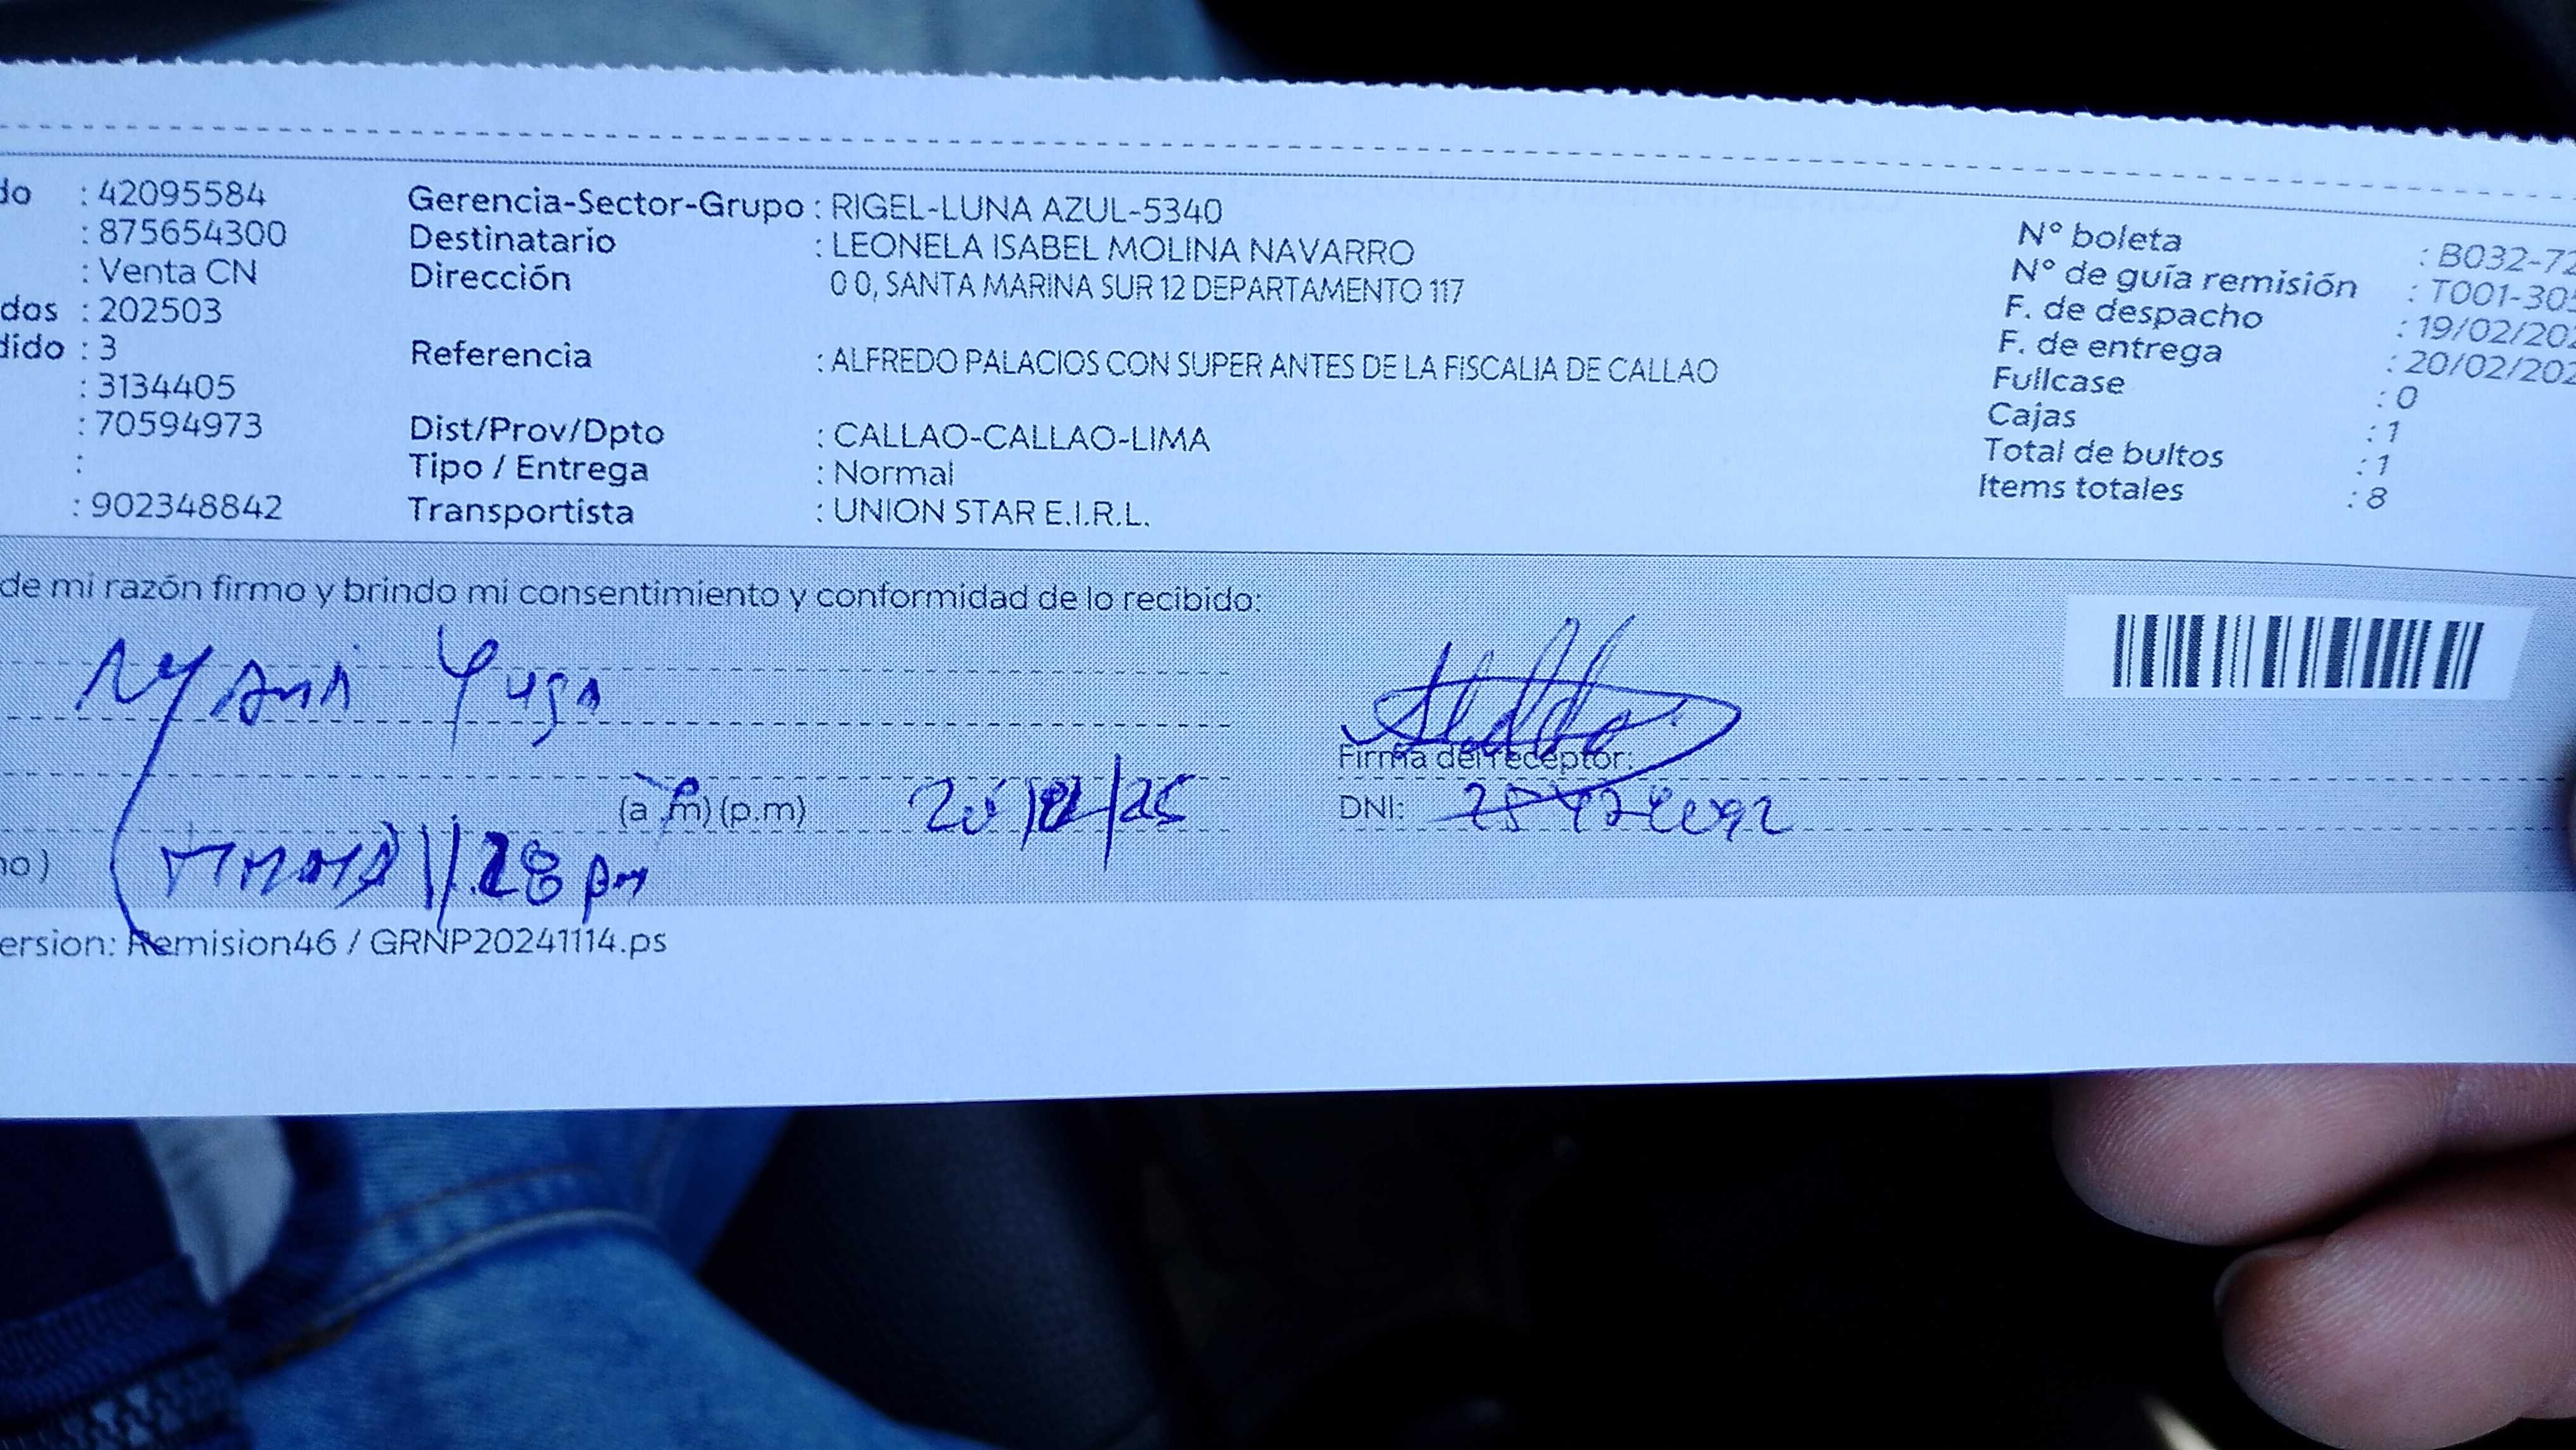 do : 42095584 Gerencia-Sector-Grupo : RIGEL-LUNA AZUL-5340
: 875654300 Destinatario : LEONELA ISABEL MOLINA NAVARRO
: Venta CN Dirección 0 0, SANTA MARINA SUR 12 DEPARTAMENTO 117
dos : 202503
dido : 3 Referencia : ALFREDO PALACIOS CON SUPER ANTES DE LA FISCALIA DE CALLAO
: 3134405
: 70594973 Dist/Prov/Dpto : CALLAO-CALLAO-LIMA
: Tipo / Entrega : Normal
: 902348842 Transportista : UNION STAR E.I.R.L.
N° boleta : B032-72
N° de guía remisión : T001-30
F. de despacho : 19/02/202
F. de entrega : 20/02/202
Fullcase : 0
Cajas : 1
Total de bultos : 1
Items totales : 8
de mi razón firmo y brindo mi consentimiento y conformidad de lo recibido:
Firma del receptor:
(a.m) (p.m) DNI:
no) 11:28 pm
ersion: Remision46 / GRNP20241114.ps